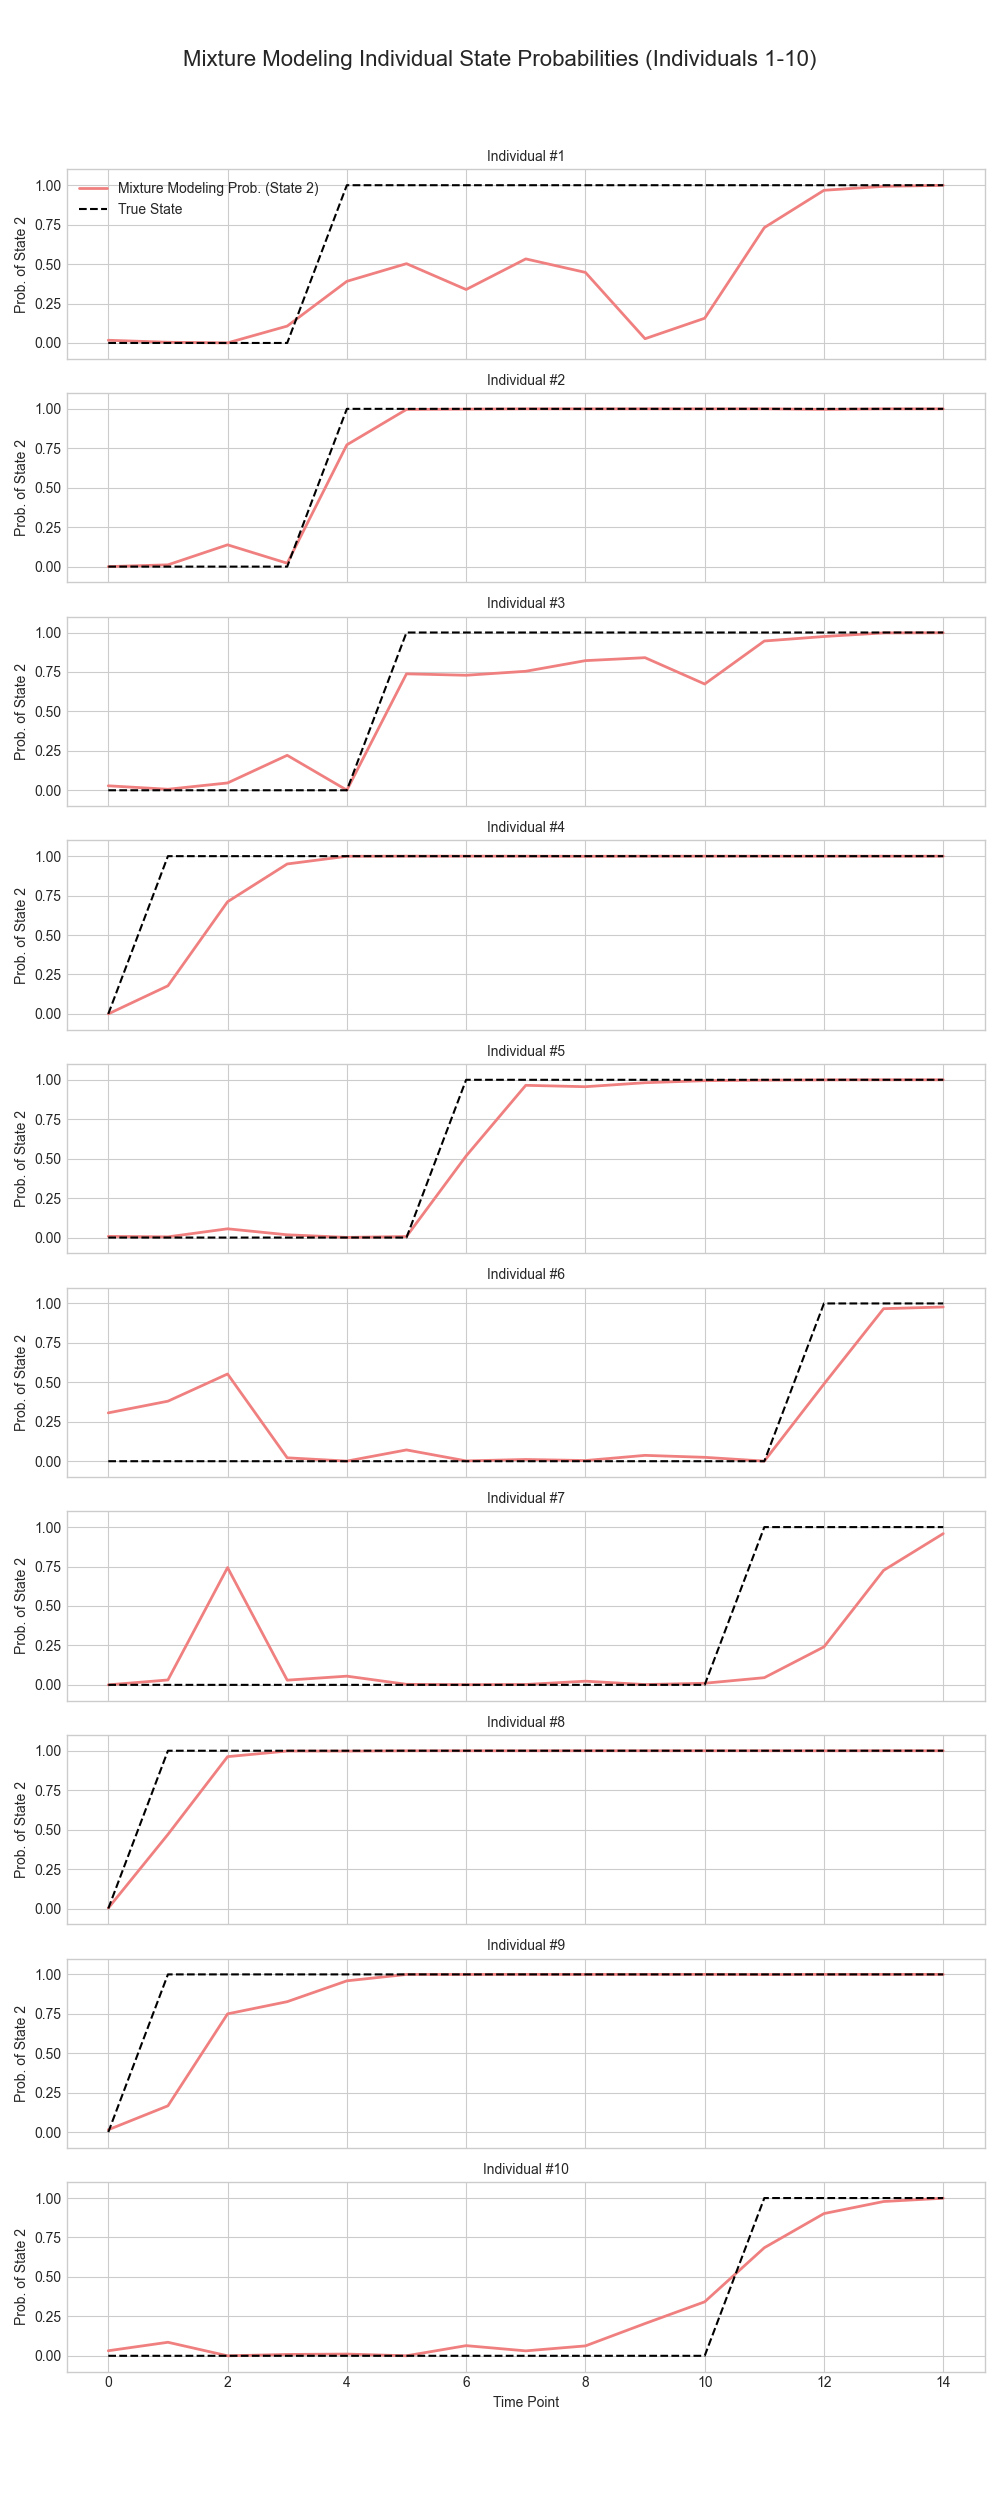 Mixture Modeling Individual State Probabilities (Individuals 1-10)
Individual #1
Mixture Modeling Prob. (State 2)
True State
Prob. of State 2
1.00
0.75
0.50
0.25
0.00
Individual #2
Prob. of State 2
1.00
0.75
0.50
0.25
0.00
Individual #3
Prob. of State 2
1.00
0.75
0.50
0.25
0.00
Individual #4
Prob. of State 2
1.00
0.75
0.50
0.25
0.00
Individual #5
Prob. of State 2
1.00
0.75
0.50
0.25
0.00
Individual #6
Prob. of State 2
1.00
0.75
0.50
0.25
0.00
Individual #7
Prob. of State 2
1.00
0.75
0.50
0.25
0.00
Individual #8
Prob. of State 2
1.00
0.75
0.50
0.25
0.00
Individual #9
Prob. of State 2
1.00
0.75
0.50
0.25
0.00
Individual #10
Prob. of State 2
1.00
0.75
0.50
0.25
0.00
0 2 4 6 8 10 12 14
Time Point